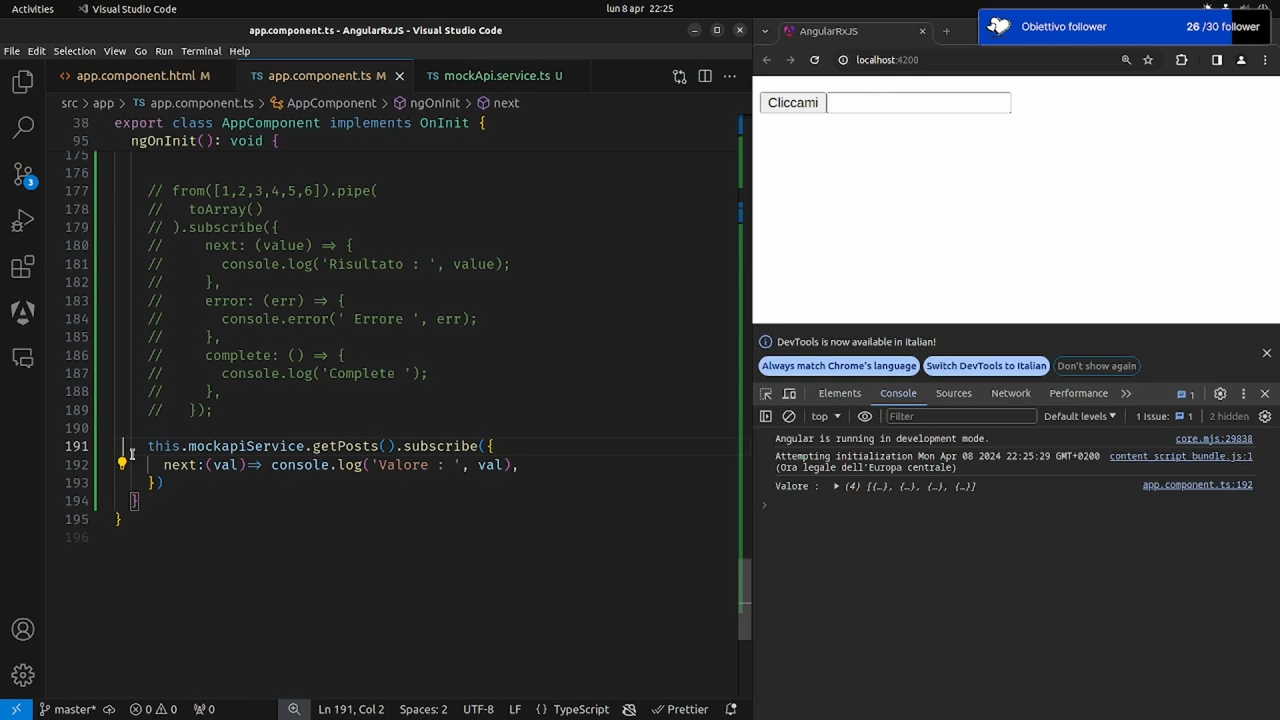 Activities
Visual Studio Code
lun 8 apr 22:25
app.component.ts - AngularRxJS - Visual Studio Code
File Edit Selection View Go Run Terminal Help
app.component.html M
app.component.ts M
mockApi.service.ts U
src > app > TS app.component.ts > AppComponent > ngOnInit > next
38 export class AppComponent implements OnInit {
95 ngOnInit(): void {
175
176
177 // from([1,2,3,4,5,6]).pipe(
178 // toArray()
179 // ).subscribe({
180 // next: (value) => {
181 // console.log('Risultato : ', value);
182 // },
183 // error: (err) => {
184 // console.error(' Errore ', err);
185 // },
186 // complete: () => {
187 // console.log('Complete ');
188 // },
189 // });
190
191 this.mockapiService.getPosts().subscribe({
192 next:(val)=> console.log('Valore : ', val),
193 })
194 }
195 }
196
3
master*
0 0
0
Ln 191, Col 2
Spaces: 2
UTF-8
LF
{} TypeScript
Prettier
Obiettivo follower
26 /30 follower
AngularRxJS
localhost:4200
Cliccami
DevTools is now available in Italian!
Always match Chrome's language
Switch DevTools to Italian
Don't show again
Elements Console Sources Network Performance
1
top
Filter
Default levels
1 Issue: 1
2 hidden
Angular is running in development mode. core.mjs:29838
Attempting initialization Mon Apr 08 2024 22:25:29 GMT+0200 content script bundle.js:1
(Ora legale dell'Europa centrale)
Valore : (4) [{…}, {…}, {…}, {…}] app.component.ts:192